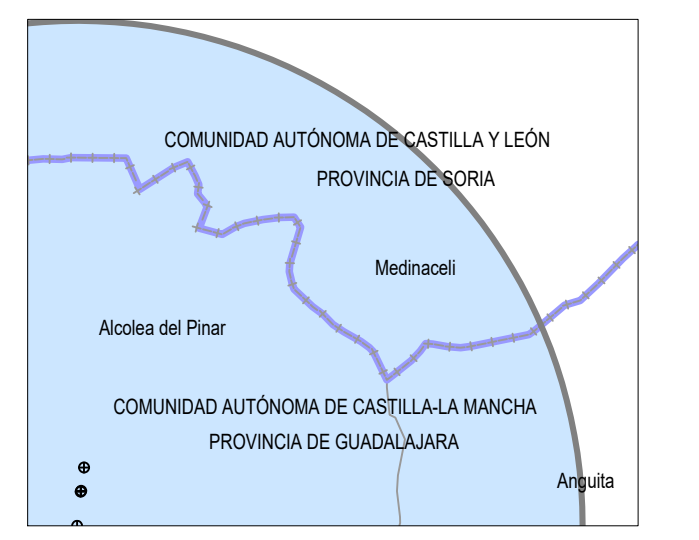 COMUNIDAD AUTÓNOMA DE CASTILLA Y LEÓN
PROVINCIA DE SORIA
Medinaceli
Alcolea del Pinar
COMUNIDAD AUTÓNOMA DE CASTILLA-LA MANCHA
PROVINCIA DE GUADALAJARA
Anguita